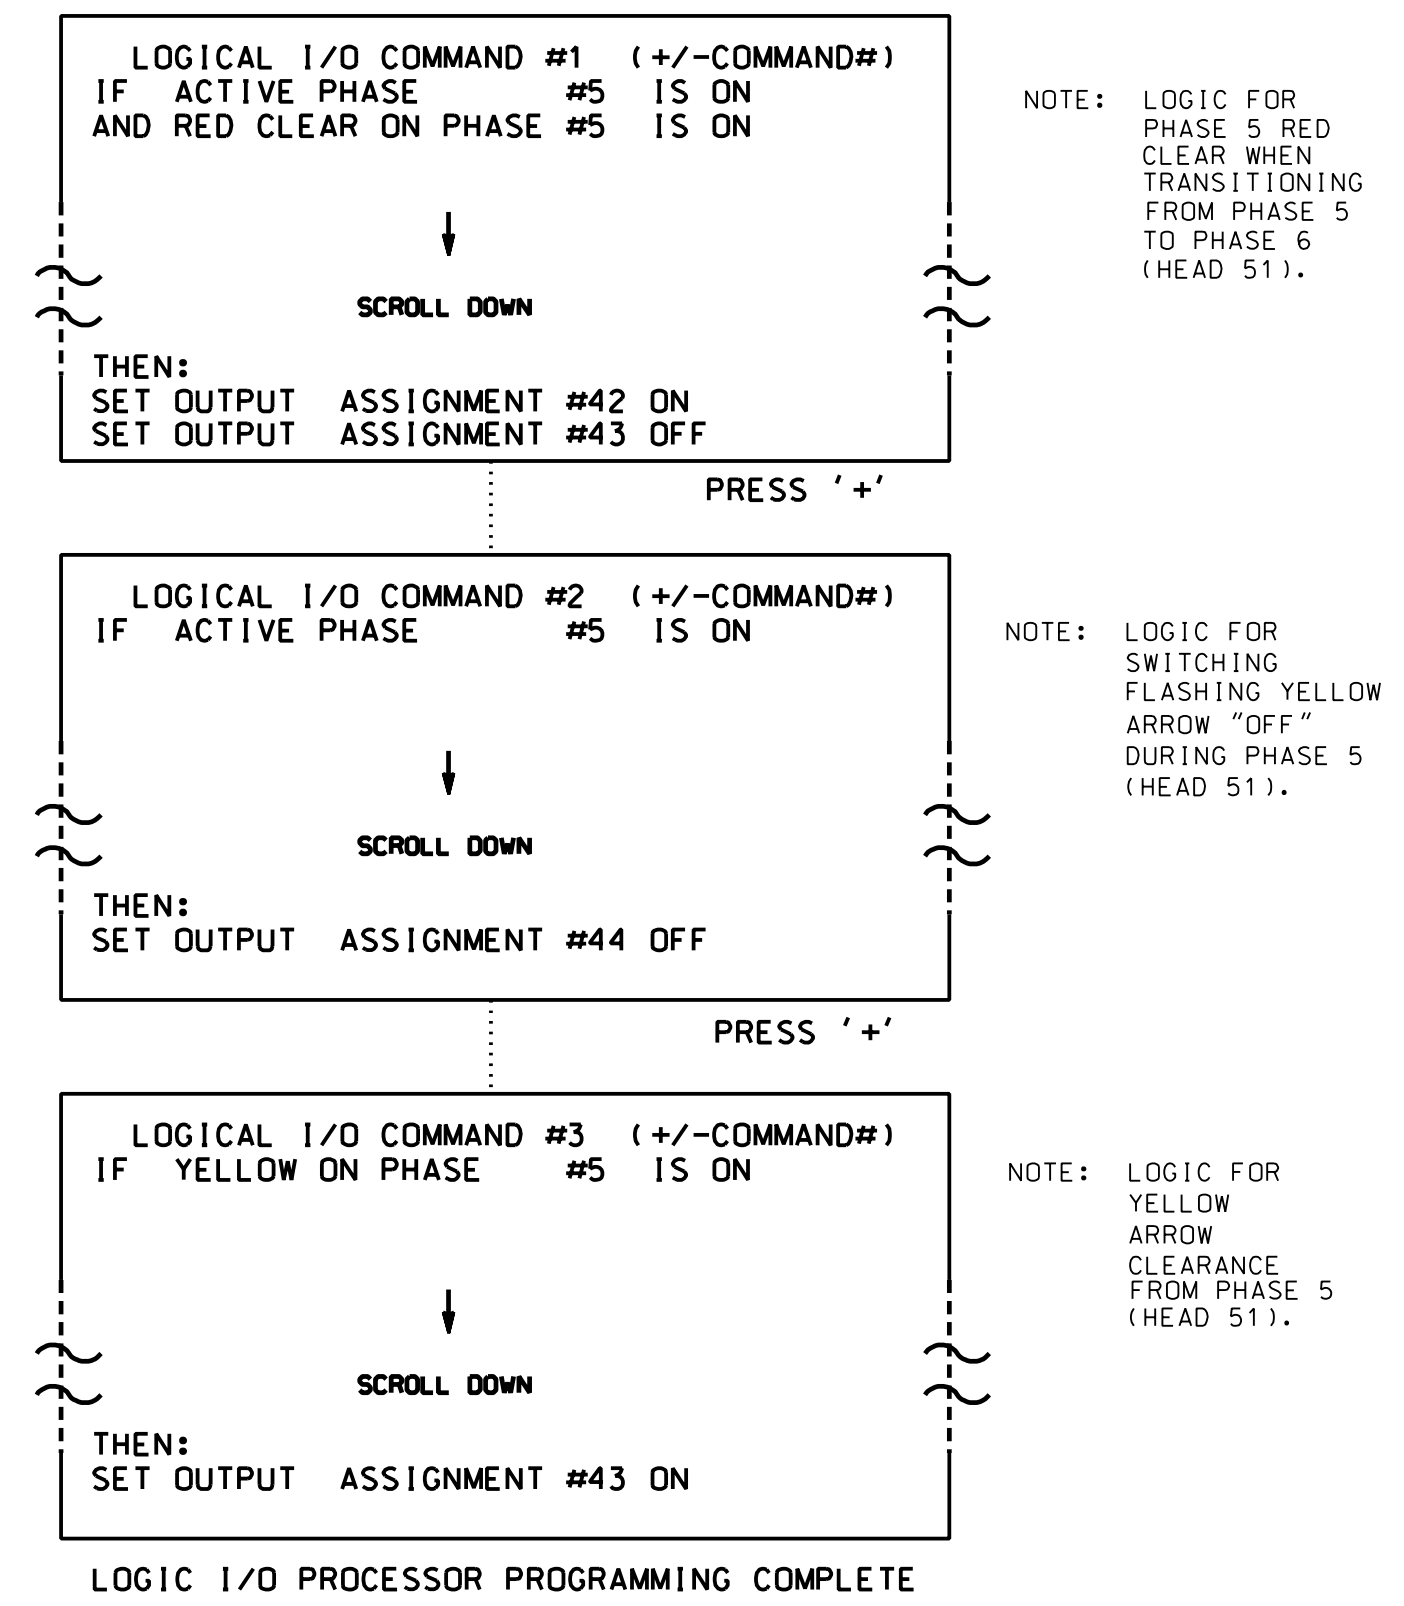 LOGICAL I/O COMMAND #1 (+/-COMMAND#)
IF ACTIVE PHASE #5 IS ON
AND RED CLEAR ON PHASE #5 IS ON
SCROLL DOWN
THEN:
SET OUTPUT ASSIGNMENT #42 ON
SET OUTPUT ASSIGNMENT #43 OFF
NOTE: LOGIC FOR
PHASE 5 RED
CLEAR WHEN
TRANSITIONING
FROM PHASE 5
TO PHASE 6
(HEAD 51).
PRESS '+'
LOGICAL I/O COMMAND #2 (+/-COMMAND#)
IF ACTIVE PHASE #5 IS ON
SCROLL DOWN
THEN:
SET OUTPUT ASSIGNMENT #44 OFF
NOTE: LOGIC FOR
SWITCHING
FLASHING YELLOW
ARROW "OFF"
DURING PHASE 5
(HEAD 51).
PRESS '+'
LOGICAL I/O COMMAND #3 (+/-COMMAND#)
IF YELLOW ON PHASE #5 IS ON
SCROLL DOWN
THEN:
SET OUTPUT ASSIGNMENT #43 ON
NOTE: LOGIC FOR
YELLOW
ARROW
CLEARANCE
FROM PHASE 5
(HEAD 51).
LOGIC I/O PROCESSOR PROGRAMMING COMPLETE